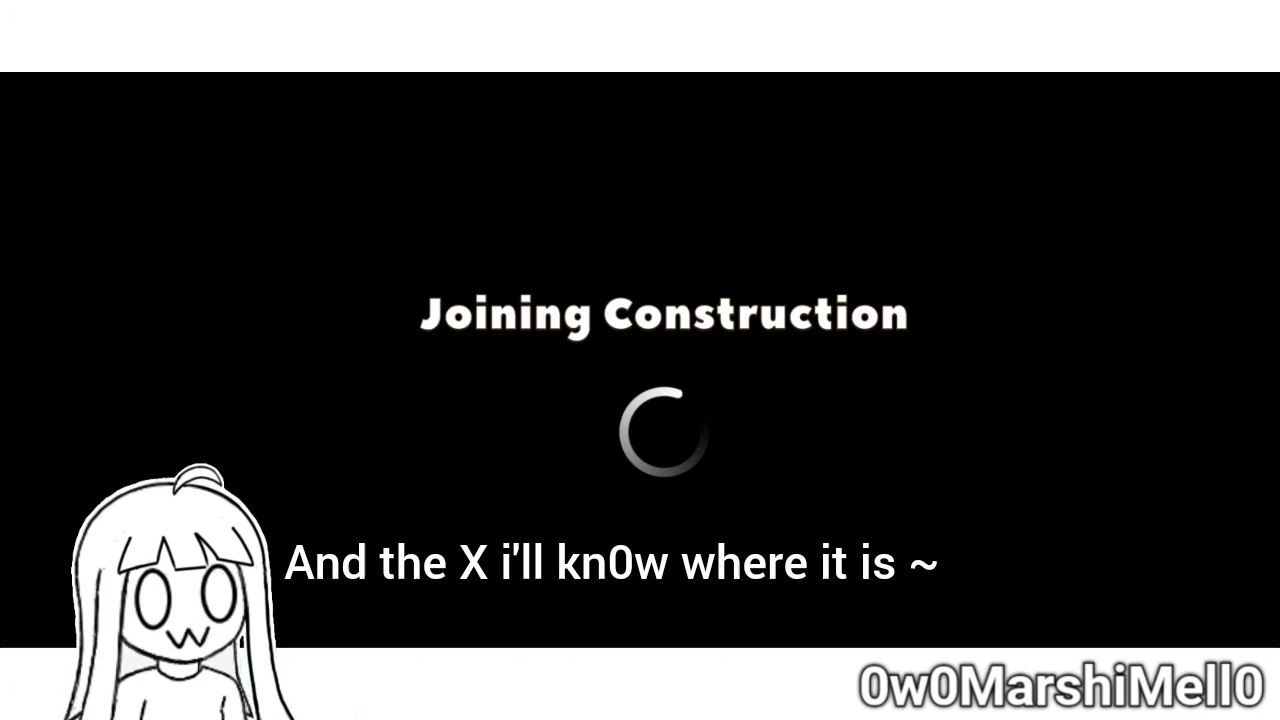 Joining Construction
And the X i'll kn0w where it is ~
0w0MarshiMell0